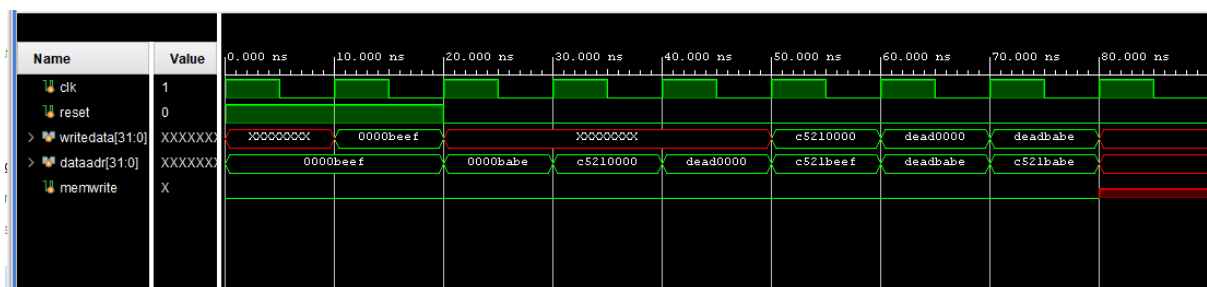 Name Value 0.000 ns 10.000 ns 20.000 ns 30.000 ns 40.000 ns 50.000 ns 60.000 ns 70.000 ns 80.000 ns
clk 1
reset 0
> writedata[31:0] XXXXXXX XXXXXXXX 0000beef XXXXXXXX c5210000 dead0000 deadbabe
> dataadr[31:0] XXXXXXX 0000beef 0000babe c5210000 dead0000 c521beef deadbabe c521babe
memwrite X